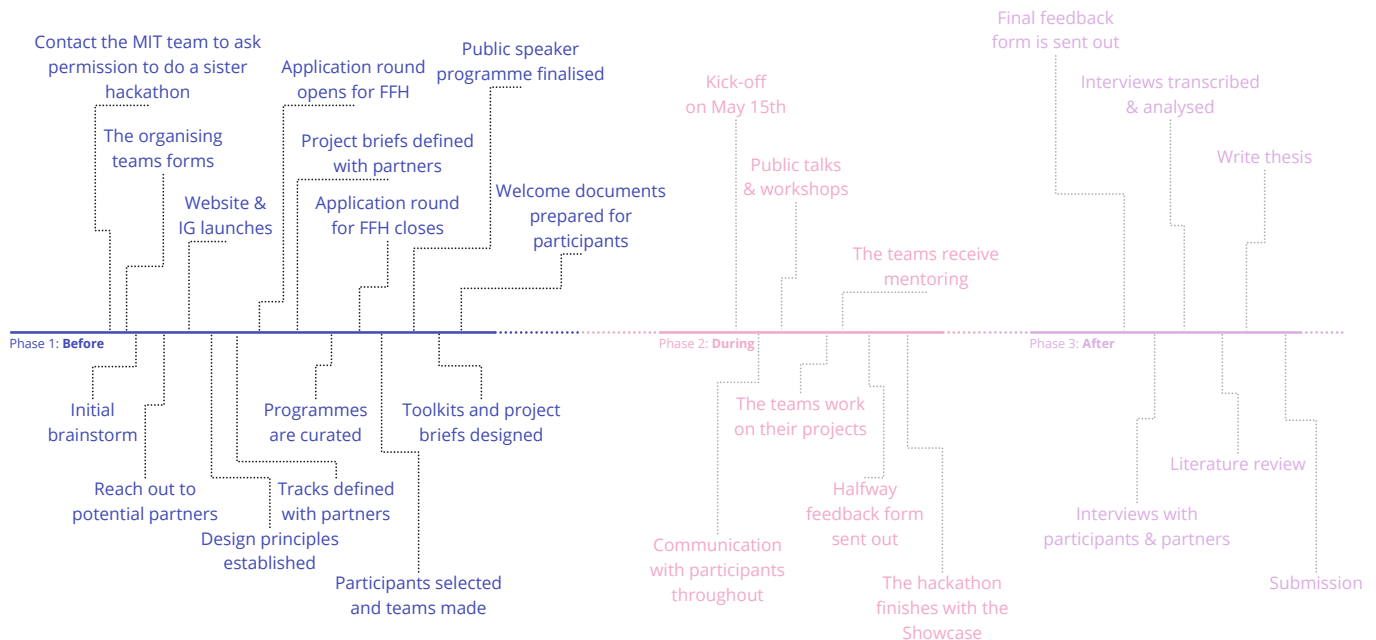 Contact the MIT team to ask
permission to do a sister
hackathon
The organising
teams forms
Website &
IG launches
Application round
opens for FFH
Project briefs defined
with partners
Application round
for FFH closes
Public speaker
programme finalised
Welcome documents
prepared for
participants
Kick-off
on May 15th
Public talks
& workshops
The teams receive
mentoring
Final feedback
form is sent out
Interviews transcribed
& analysed
Write thesis
Phase 1: Before
Phase 2: During
Phase 3: After
Initial
brainstorm
Reach out to
potential partners
Design principles
established
Tracks defined
with partners
Programmes
are curated
Participants selected
and teams made
Toolkits and project
briefs designed
Communication
with participants
throughout
The teams work
on their projects
Halfway
feedback form
sent out
The hackathon
finishes with the
Showcase
Interviews with
participants & partners
Literature review
Submission